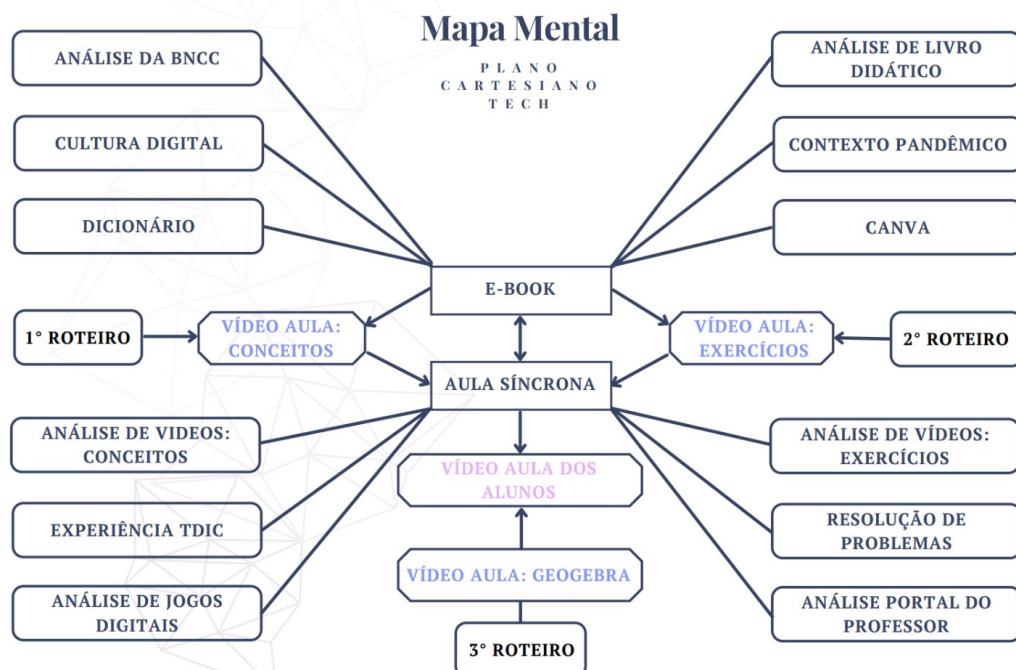 Mapa Mental
PLANO
CARTESIANO
TECH
ANÁLISE DA BNCC
CULTURA DIGITAL
DICIONÁRIO
ANÁLISE DE LIVRO
DIDÁTICO
CONTEXTO PANDÊMICO
CANVA
E-BOOK
1° ROTEIRO
VÍDEO AULA:
CONCEITOS
VÍDEO AULA:
EXERCÍCIOS
2° ROTEIRO
AULA SÍNCRONA
ANÁLISE DE VIDEOS:
CONCEITOS
EXPERIÊNCIA TDIC
ANÁLISE DE JOGOS
DIGITAIS
VÍDEO AULA DOS
ALUNOS
VÍDEO AULA: GEOGEBRA
3° ROTEIRO
ANÁLISE DE VÍDEOS:
EXERCÍCIOS
RESOLUÇÃO DE
PROBLEMAS
ANÁLISE PORTAL DO
PROFESSOR